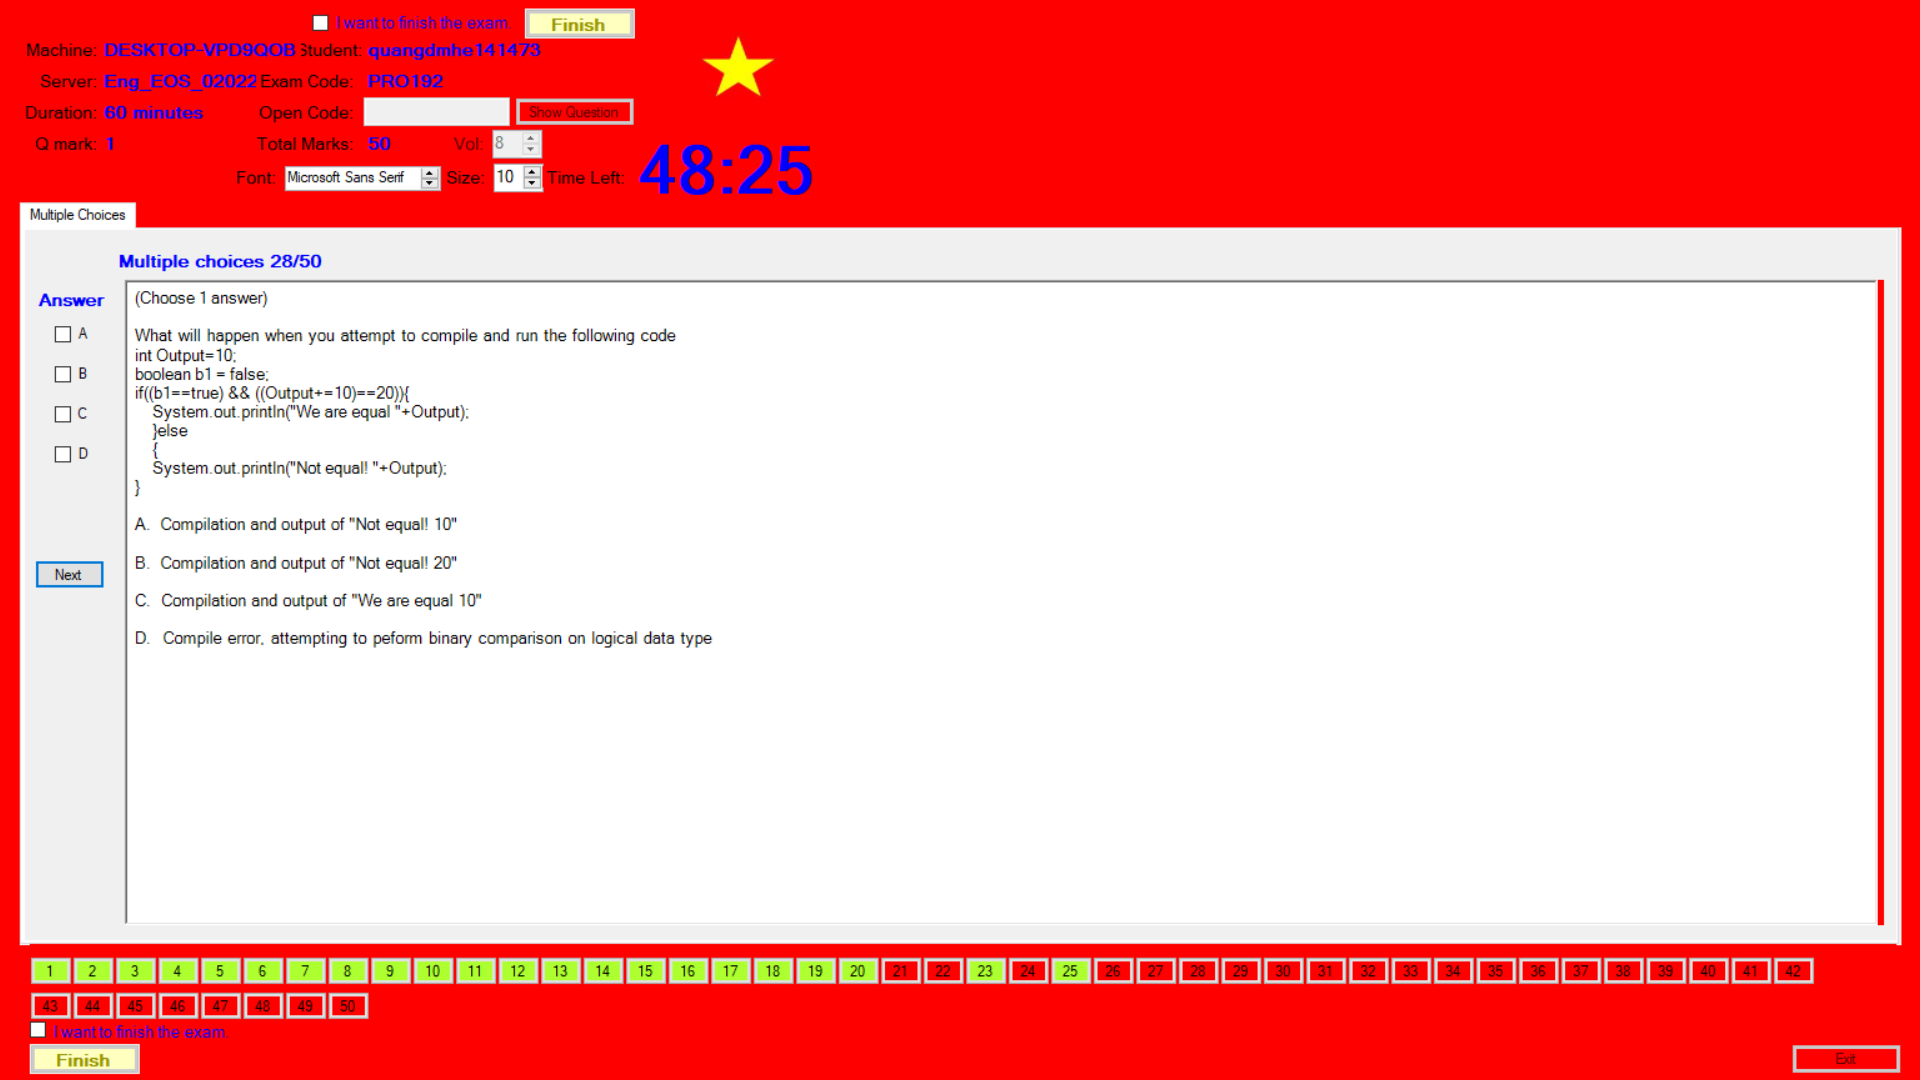 I want to finish the exam.
Finish
Machine: DESKTOP-VPD9QOB Student: quangdmhe141473
Server: Eng_EOS_02022 Exam Code: PRO192
Duration: 60 minutes Open Code: Show Question
Q mark: 1 Total Marks: 50 Vol: 8
Font: Microsoft Sans Serif Size: 10 Time Left: 48:25
Multiple Choices
Multiple choices 28/50
Answer
A
B
C
D
Next
(Choose 1 answer)
What will happen when you attempt to compile and run the following code
int Output=10;
boolean b1 = false;
if((b1==true) && ((Output+=10)==20)){
System.out.println("We are equal "+Output);
}else
{
System.out.println("Not equal! "+Output);
}
A. Compilation and output of "Not equal! 10"
B. Compilation and output of "Not equal! 20"
C. Compilation and output of "We are equal 10"
D. Compile error, attempting to peform binary comparison on logical data type
1 2 3 4 5 6 7 8 9 10 11 12 13 14 15 16 17 18 19 20 21 22 23 24 25 26 27 28 29 30 31 32 33 34 35 36 37 38 39 40 41 42
43 44 45 46 47 48 49 50
I want to finish the exam.
Finish
Exit